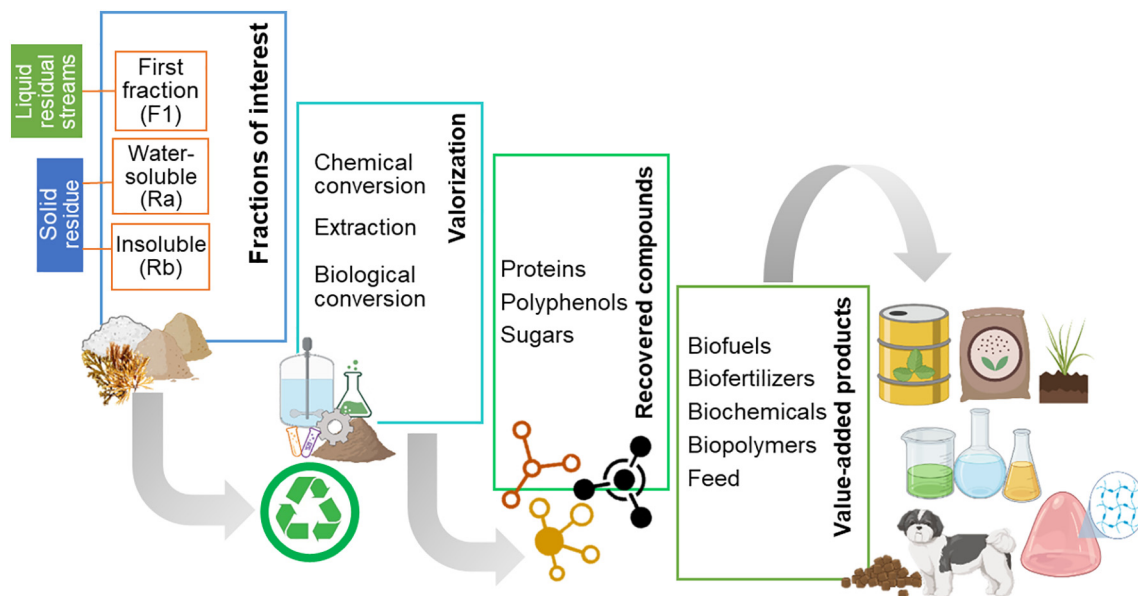 Liquid
residual
streams
Solid
residue
First
fraction
(F1)
Water-
soluble
(Ra)
Insoluble
(Rb)
Fractions of interest
Chemical
conversion
Extraction
Biological
conversion
Valorization
Proteins
Polyphenols
Sugars
Recovered compounds
Biofuels
Biofertilizers
Biochemicals
Biopolymers
Feed
Value-added products